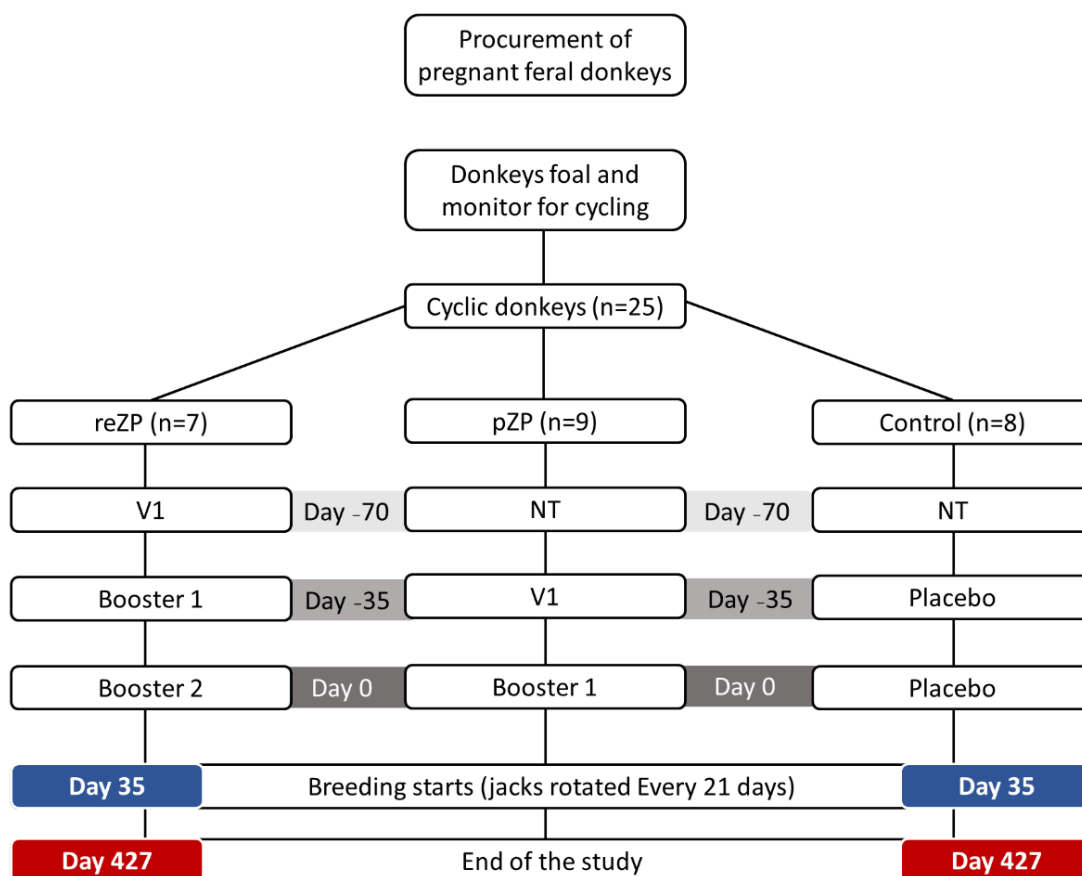 Procurement of
pregnant feral donkeys
Donkeys foal and
monitor for cycling
Cyclic donkeys (n=25)
reZP (n=7)
pZP (n=9)
Control (n=8)
V1
Day -70
NT
Day -70
NT
Booster 1
Day -35
V1
Day -35
Placebo
Booster 2
Day 0
Booster 1
Day 0
Placebo
Day 35
Breeding starts (jacks rotated Every 21 days)
Day 35
Day 427
End of the study
Day 427